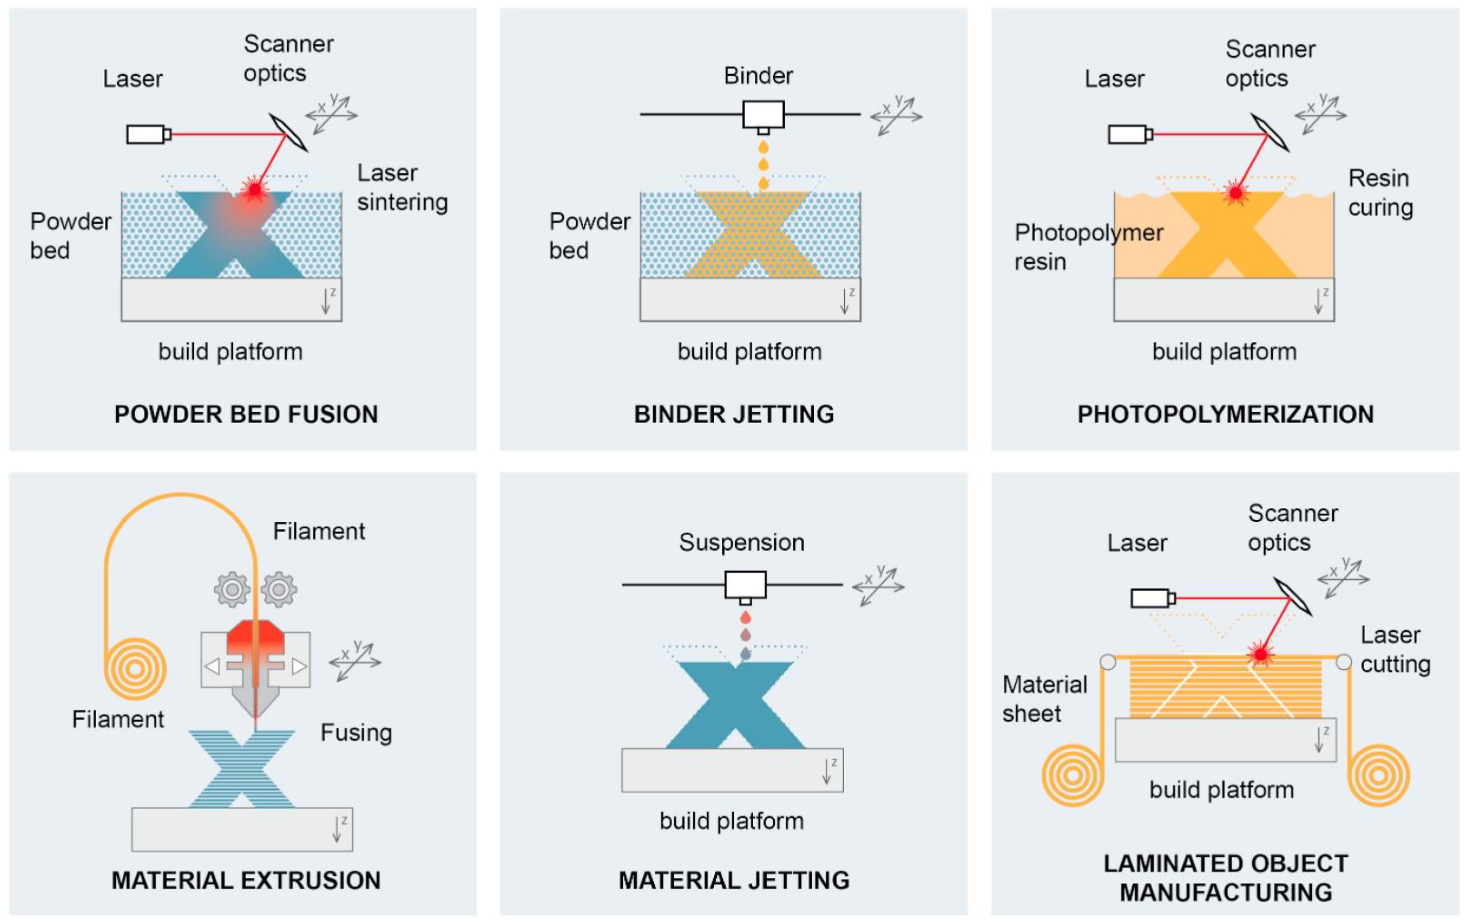 Scanner
optics
Laser
x y
Laser
sintering
Powder
bed
z
build platform
POWDER BED FUSION
Binder
x y
Powder
bed
z
build platform
BINDER JETTING
Scanner
optics
Laser
x y
Resin
curing
Photopolymer
resin
z
build platform
PHOTOPOLYMERIZATION
Filament
x y
Filament
Fusing
z
MATERIAL EXTRUSION
Suspension
x y
z
build platform
MATERIAL JETTING
Scanner
optics
Laser
x y
Laser
cutting
Material
sheet
z
build platform
LAMINATED OBJECT
MANUFACTURING